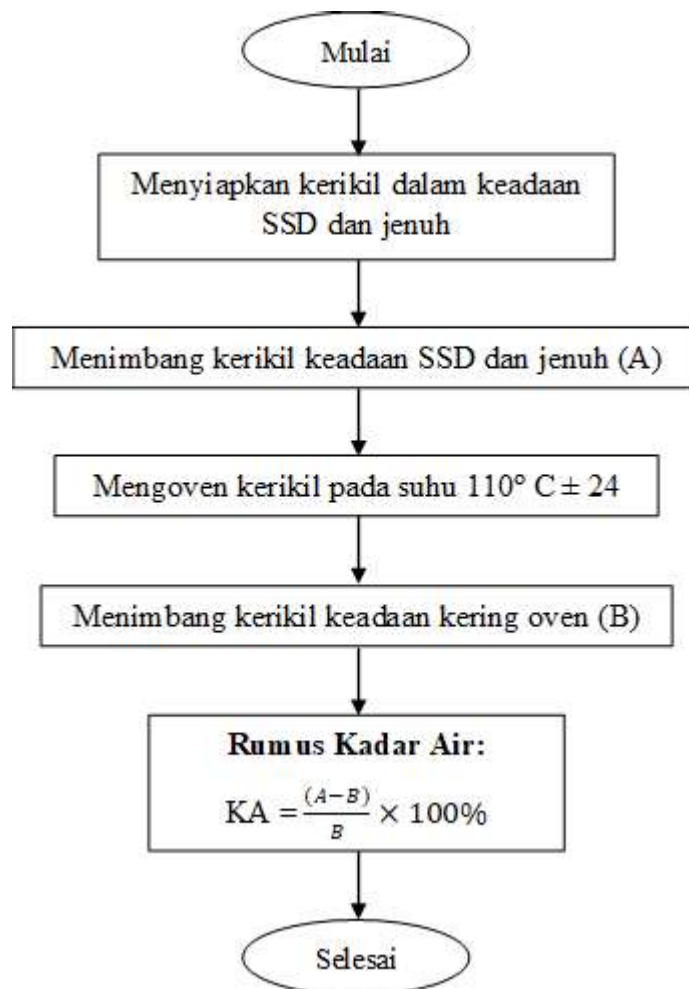 Mulai
Menyiapkan kerikil dalam keadaan
SSD dan jenuh
Menimbang kerikil keadaan SSD dan jenuh (A)
Mengoven kerikil pada suhu 110° C ± 24
Menimbang kerikil keadaan kering oven (B)
Rumus Kadar Air:
KA = (A−B)/B × 100%
Selesai